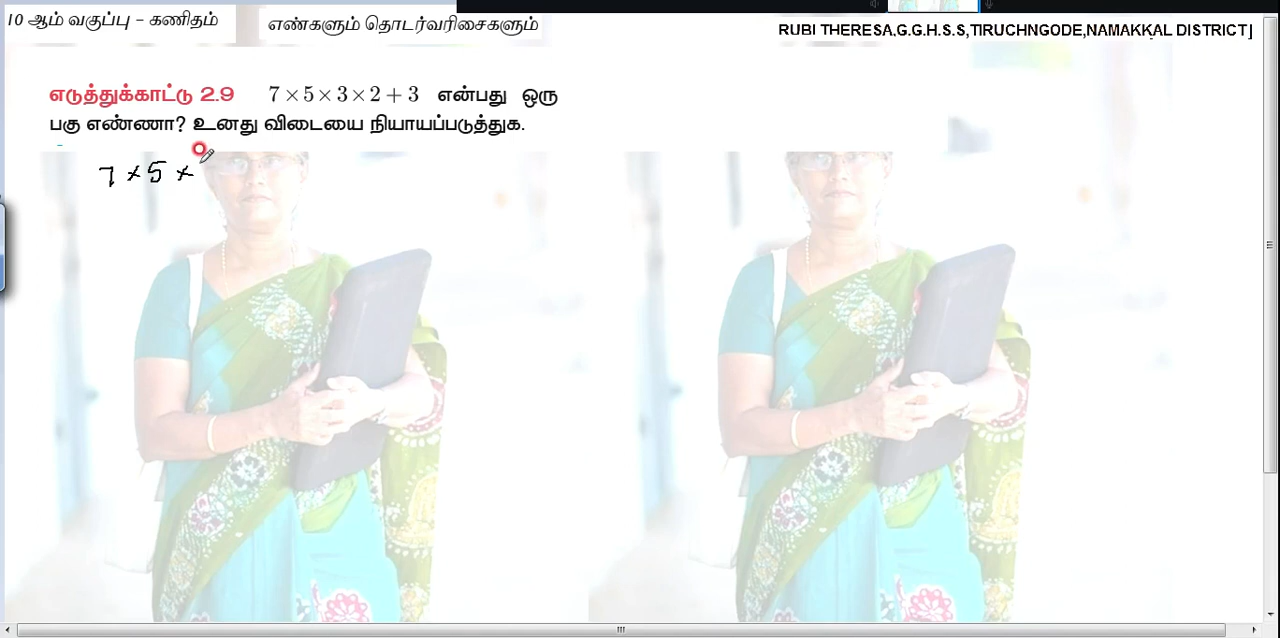 10 ஆம் வகுப்பு – கணிதம்
எண்களும் தொடர்வரிசைகளும்
RUBI THERESA,G.G.H.S.S,TIRUCHNGODE,NAMAKKAL DISTRICT]
எடுத்துக்காட்டு 2.9 7 × 5 × 3 × 2 + 3 என்பது ஒரு
பகு எண்ணா? உனது விடையை நியாயப்படுத்துக.
7 × 5 ×